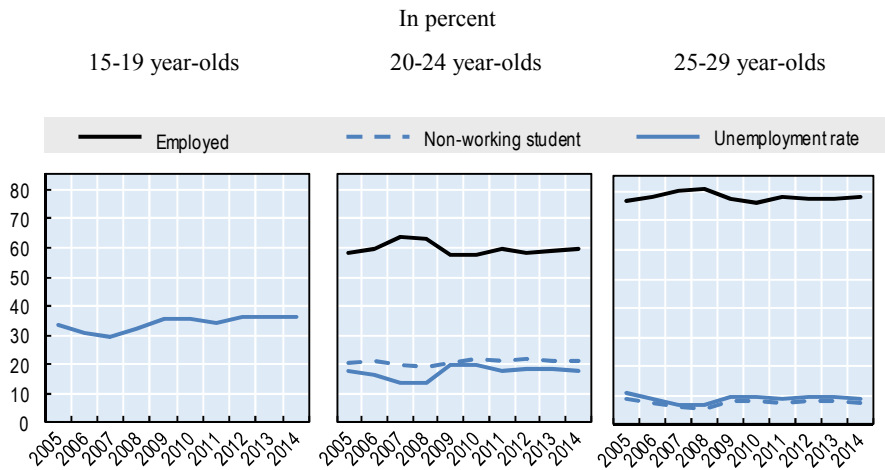 In percent
15-19 year-olds 20-24 year-olds 25-29 year-olds
Employed Non-working student Unemployment rate
80
70
60
50
40
30
20
10
0
2005 2006 2007 2008 2009 2010 2011 2012 2013 2014
2005 2006 2007 2008 2009 2010 2011 2012 2013 2014
2005 2006 2007 2008 2009 2010 2011 2012 2013 2014